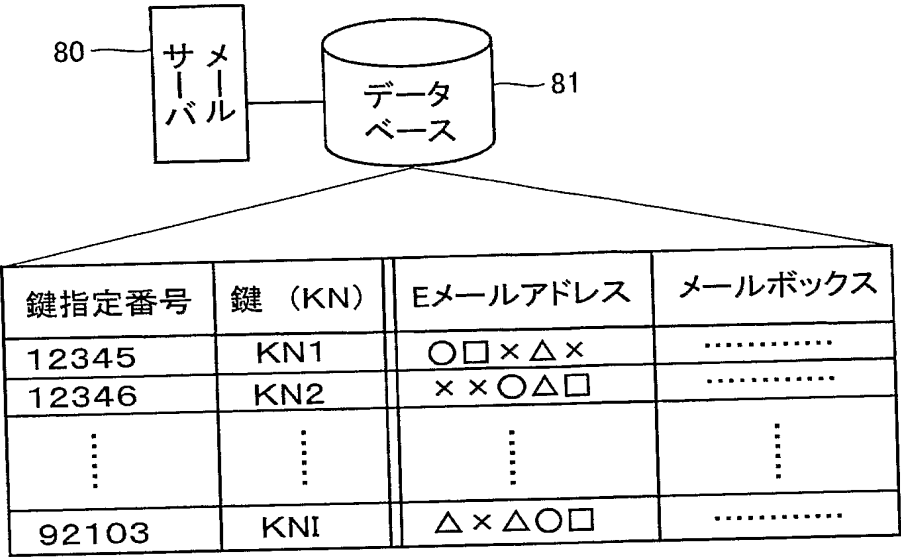 80
メール
サーバ
データ
ベース
81
鍵指定番号 鍵 (KN) Eメールアドレス メールボックス
12345 KN1 ○□×△× …………
12346 KN2 ××○△□ …………
⋮ ⋮ ⋮ ⋮
92103 KNI △×△○□ …………